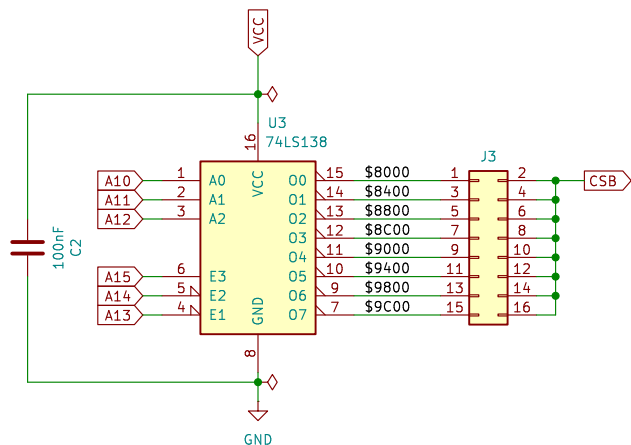 VCC
U3
74LS138
16
J3
A10 1 A0 VCC O0 15 $8000 1 2 CSB
A11 2 A1 O1 14 $8400 3 4
A12 3 A2 O2 13 $8800 5 6
O3 12 $8C00 7 8
100nF
C2
O4 11 $9000 9 10
A15 6 E3 O5 10 $9400 11 12
A14 5 E2 O6 9 $9800 13 14
A13 4 E1 GND O7 7 $9C00 15 16
8
GND